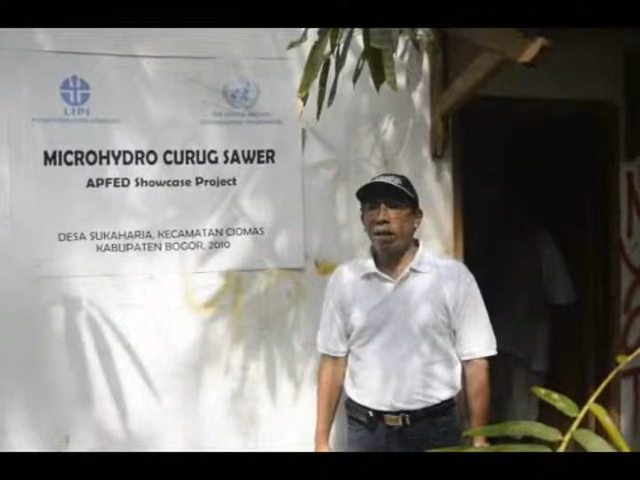 LIPI
MICROHYDRO CURUG SAWER
APFED Showcase Project
DESA SUKAHARIA, KECAMATAN CIOMAS
KABUPATEN BOGOR, 2010